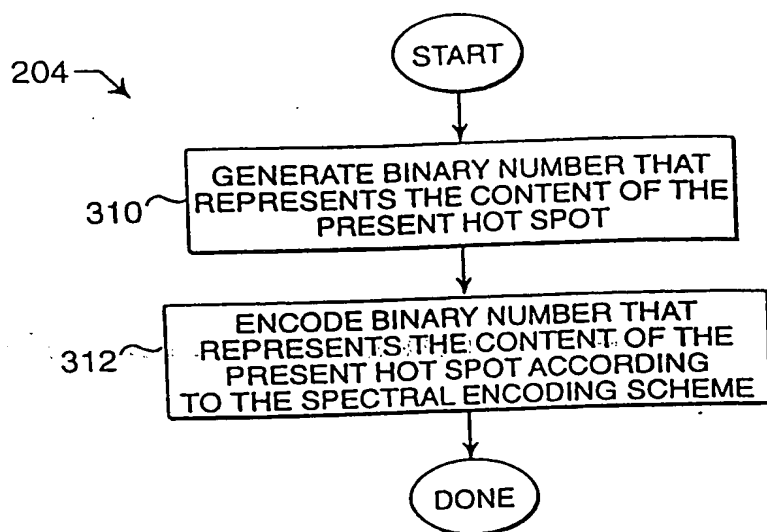 204
START
310
GENERATE BINARY NUMBER THAT
REPRESENTS THE CONTENT OF THE
PRESENT HOT SPOT
312
ENCODE BINARY NUMBER THAT
REPRESENTS THE CONTENT OF THE
PRESENT HOT SPOT ACCORDING
TO THE SPECTRAL ENCODING SCHEME
DONE